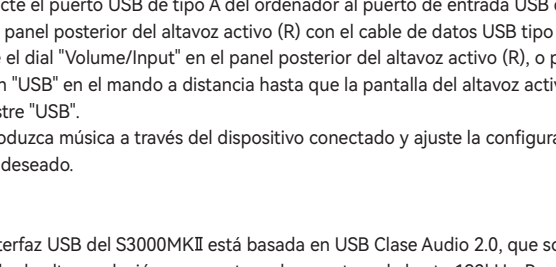 cte el puerto USB de tipo A del ordenador al puerto de entrada USB
panel posterior del altavoz activo (R) con el cable de datos USB tipo
el dial "Volume/Input" en el panel posterior del altavoz activo (R), o p
n "USB" en el mando a distancia hasta que la pantalla del altavoz activ
stre "USB".
oduzca música a través del dispositivo conectado y ajuste la configura
deseado.
terfaz USB del S3000MKII está basada en USB Clase Audio 2.0, que so